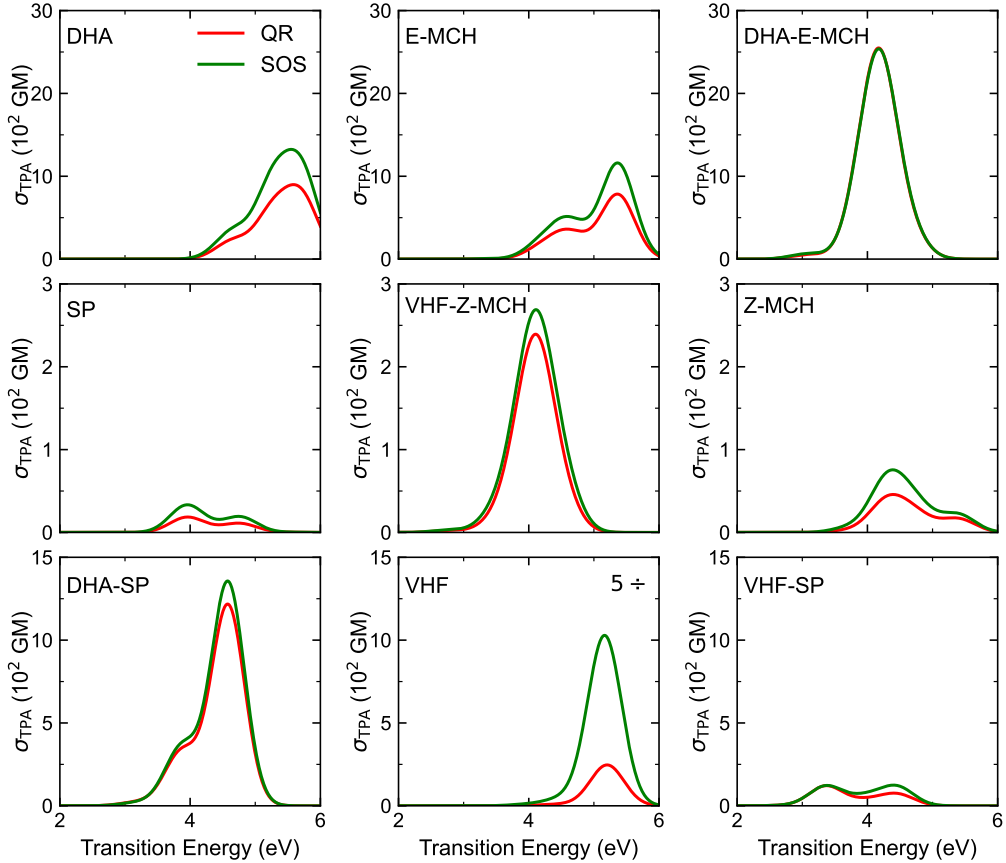 DHA
QR
SOS
30
20
10
0
σTPA (10² GM)
E-MCH
30
20
10
0
σTPA (10² GM)
DHA-E-MCH
30
20
10
0
σTPA (10² GM)
SP
3
2
1
0
σTPA (10² GM)
VHF-Z-MCH
3
2
1
0
σTPA (10² GM)
Z-MCH
3
2
1
0
σTPA (10² GM)
DHA-SP
15
10
5
0
σTPA (10² GM)
2 4 6
Transition Energy (eV)
VHF
5 ÷
15
10
5
0
σTPA (10² GM)
2 4 6
Transition Energy (eV)
VHF-SP
15
10
5
0
σTPA (10² GM)
2 4 6
Transition Energy (eV)